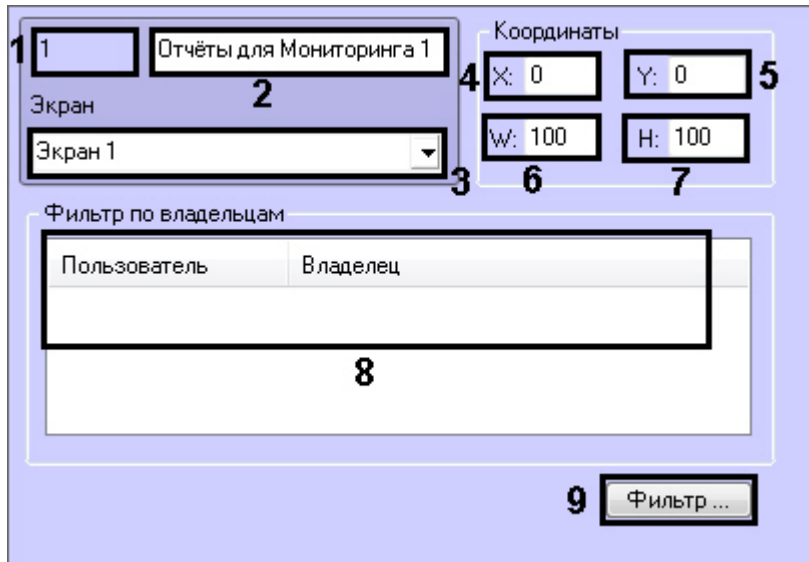 1 1 Отчёты для Мониторинга 1
2
Экран
Экран 1
3
Координаты
4 X: 0 Y: 0 5
W: 100 H: 100
6 7
Фильтр по владельцам
Пользователь Владелец
8
9 Фильтр ...